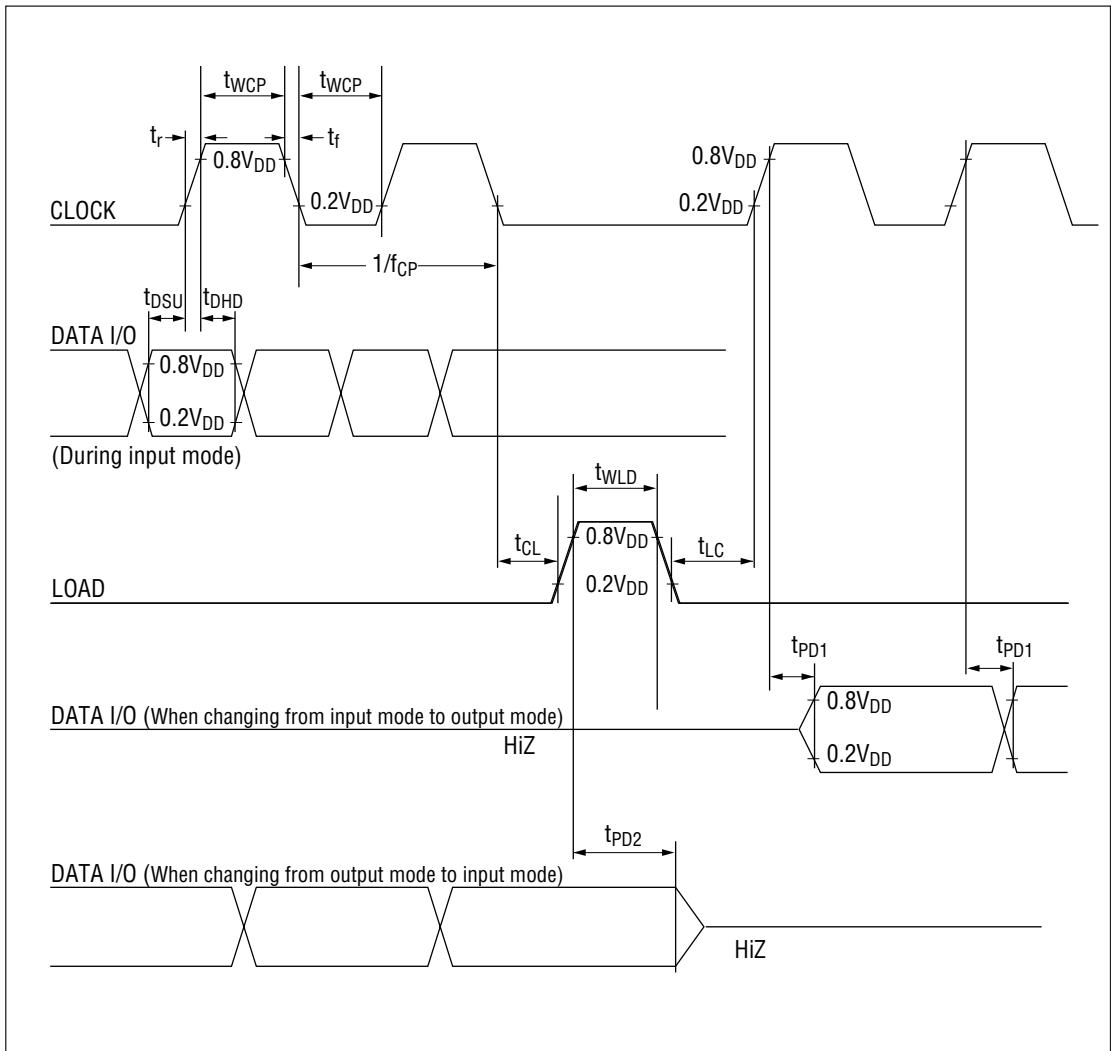 tWCP tWCP
tr tf
0.8VDD 0.8VDD
CLOCK 0.2VDD 0.2VDD
1/fCP
tDSU tDHD
DATA I/O
0.8VDD
0.2VDD
(During input mode)
tWLD
tCL 0.8VDD tLC
LOAD 0.2VDD
tPD1 tPD1
DATA I/O (When changing from input mode to output mode) 0.8VDD
HiZ
0.2VDD
tPD2
DATA I/O (When changing from output mode to input mode)
HiZ